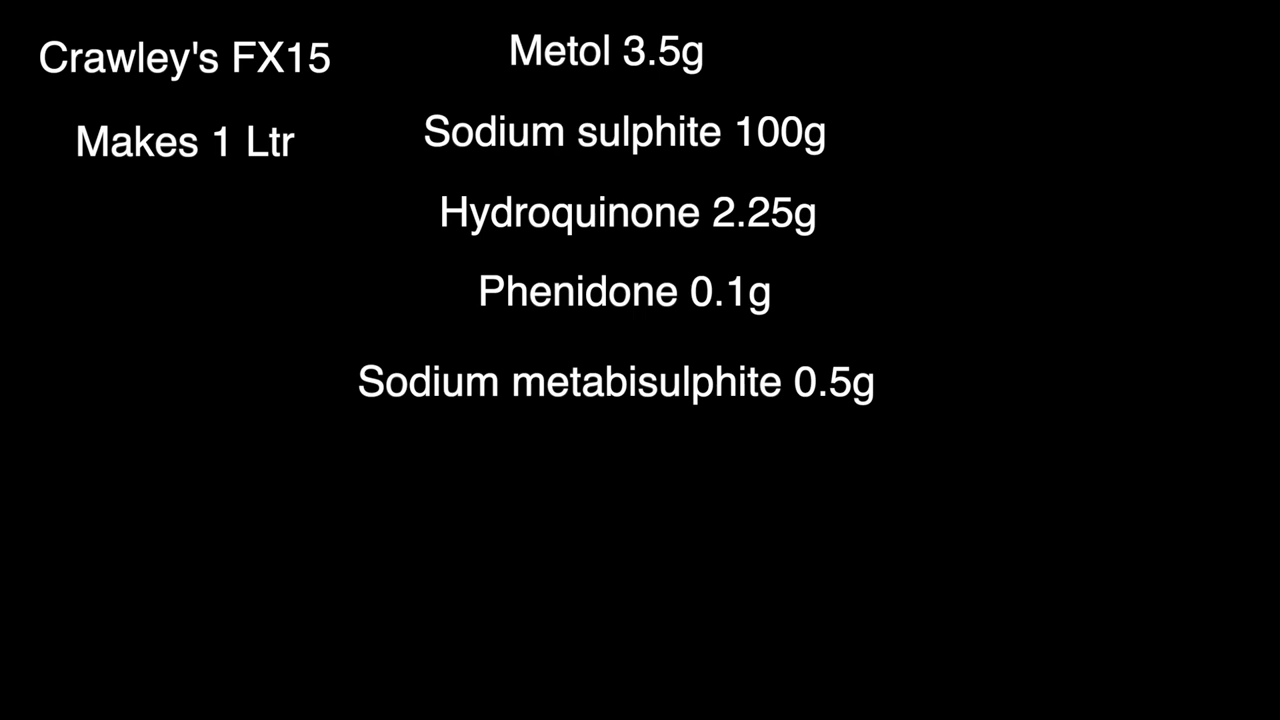 Crawley's FX15
Makes 1 Ltr
Metol 3.5g
Sodium sulphite 100g
Hydroquinone 2.25g
Phenidone 0.1g
Sodium metabisulphite 0.5g